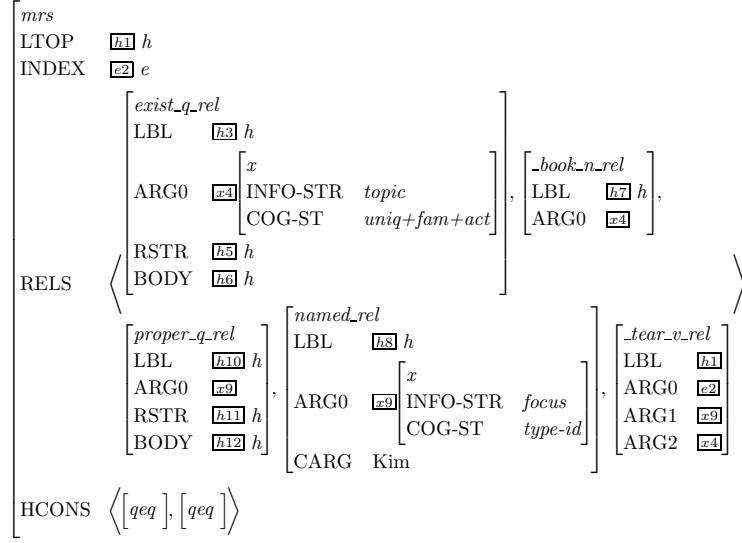 mrs
LTOP h1 h
INDEX e2 e
RELS
exist_q_rel
LBL h3 h
ARG0 x4
x
INFO-STR topic
COG-ST uniq+fam+act
RSTR h5 h
BODY h6 h
,
_book_n_rel
LBL h7 h
ARG0 x4
,
proper_q_rel
LBL h10 h
ARG0 x9
RSTR h11 h
BODY h12 h
,
named_rel
LBL h8 h
ARG0 x9
x
INFO-STR focus
COG-ST type-id
CARG Kim
,
_tear_v_rel
LBL h1
ARG0 e2
ARG1 x9
ARG2 x4
HCONS ⟨[qeq ], [qeq ]⟩